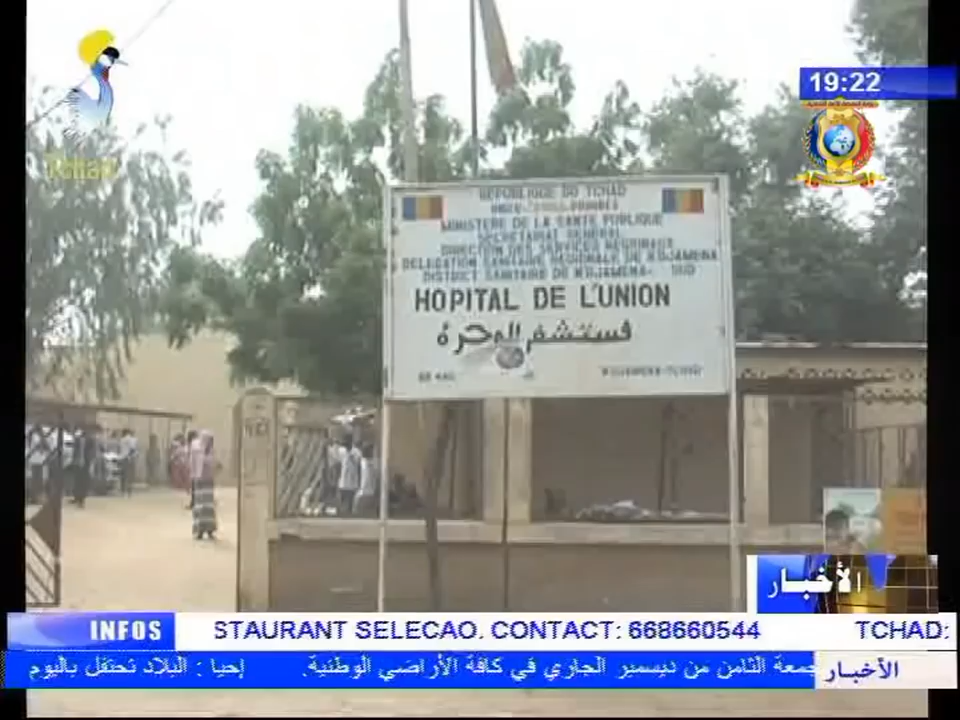 19:22
Tchad
REPUBLIQUE DU TCHAD
MINISTERE DE LA SANTE PUBLIQUE
SECRETARIAT GENERAL
DIRECTION DES SERVICES REGIONAUX
DELEGATION SANITAIRE REGIONALE DE N'DJAMENA
DISTRICT SANITAIRE DE N'DJAMENA- SUD
HOPITAL DE L'UNION
N'DJAMENA-TCHAD
الأخبار
INFOS STAURANT SELECAO. CONTACT: 668660544 TCHAD:
الأخبار جمعة الثامن من ديسمبر الجاري في كافة الأراضي الوطنية. إحيا : البلاد تحتفل باليوم